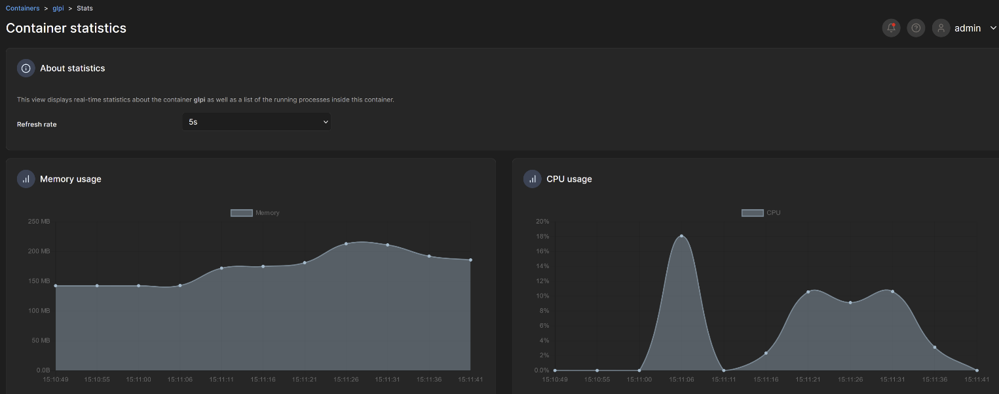 Containers > glpi > Stats
Container statistics
admin
About statistics
This view displays real-time statistics about the container glpi as well as a list of the running processes inside this container.
Refresh rate
5s
Memory usage
Memory
250 MB
200 MB
150 MB
100 MB
50 MB
0.0B
15:10:49 15:10:55 15:11:00 15:11:06 15:11:11 15:11:16 15:11:21 15:11:26 15:11:31 15:11:36 15:11:41
CPU usage
CPU
20%
18%
16%
14%
12%
10%
8%
6%
4%
2%
0.0%
15:10:49 15:10:55 15:11:00 15:11:06 15:11:11 15:11:16 15:11:21 15:11:26 15:11:31 15:11:36 15:11:41